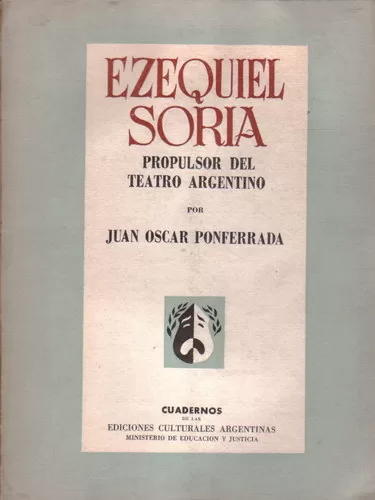 EZEQUIEL
SORIA
PROPULSOR DEL
TEATRO ARGENTINO
POR
JUAN OSCAR PONFERRADA
CUADERNOS
DE LAS
EDICIONES CULTURALES ARGENTINAS
MINISTERIO DE EDUCACION Y JUSTICIA